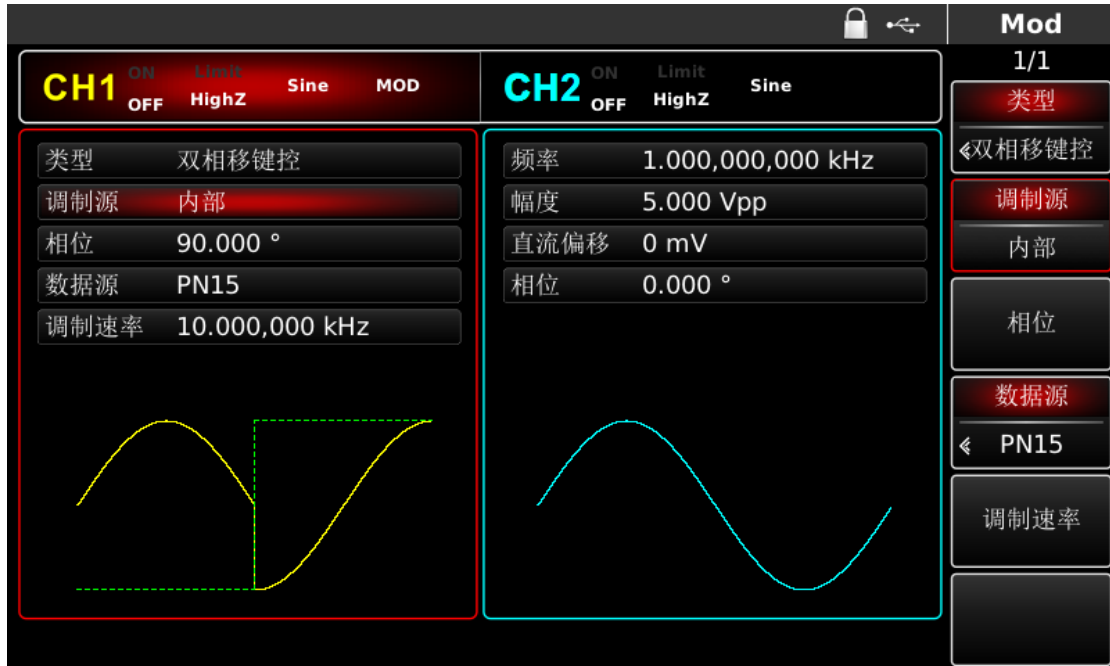 Mod
1/1
CH1 ON OFF Limit HighZ Sine MOD
CH2 ON OFF Limit HighZ Sine
类型 双相移键控
调制源 内部
相位 90.000 °
数据源 PN15
调制速率 10.000,000 kHz
频率 1.000,000,000 kHz
幅度 5.000 Vpp
直流偏移 0 mV
相位 0.000 °
类型
双相移键控
调制源
内部
相位
数据源
PN15
调制速率